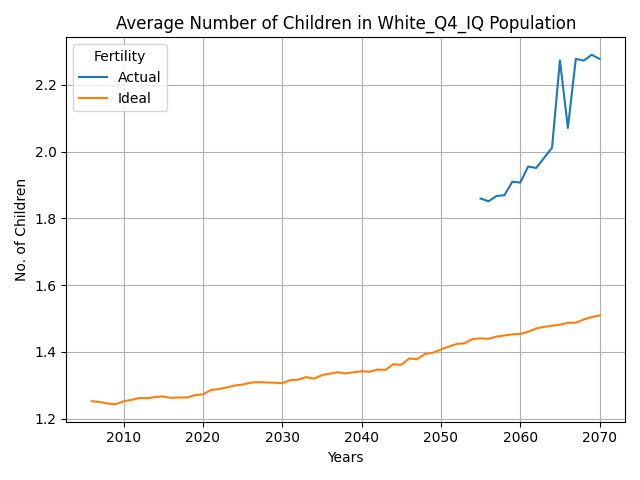 Average Number of Children in White_Q4_IQ Population
Fertility
Actual
Ideal
No. of Children
2.2
2.0
1.8
1.6
1.4
1.2
2010 2020 2030 2040 2050 2060 2070
Years